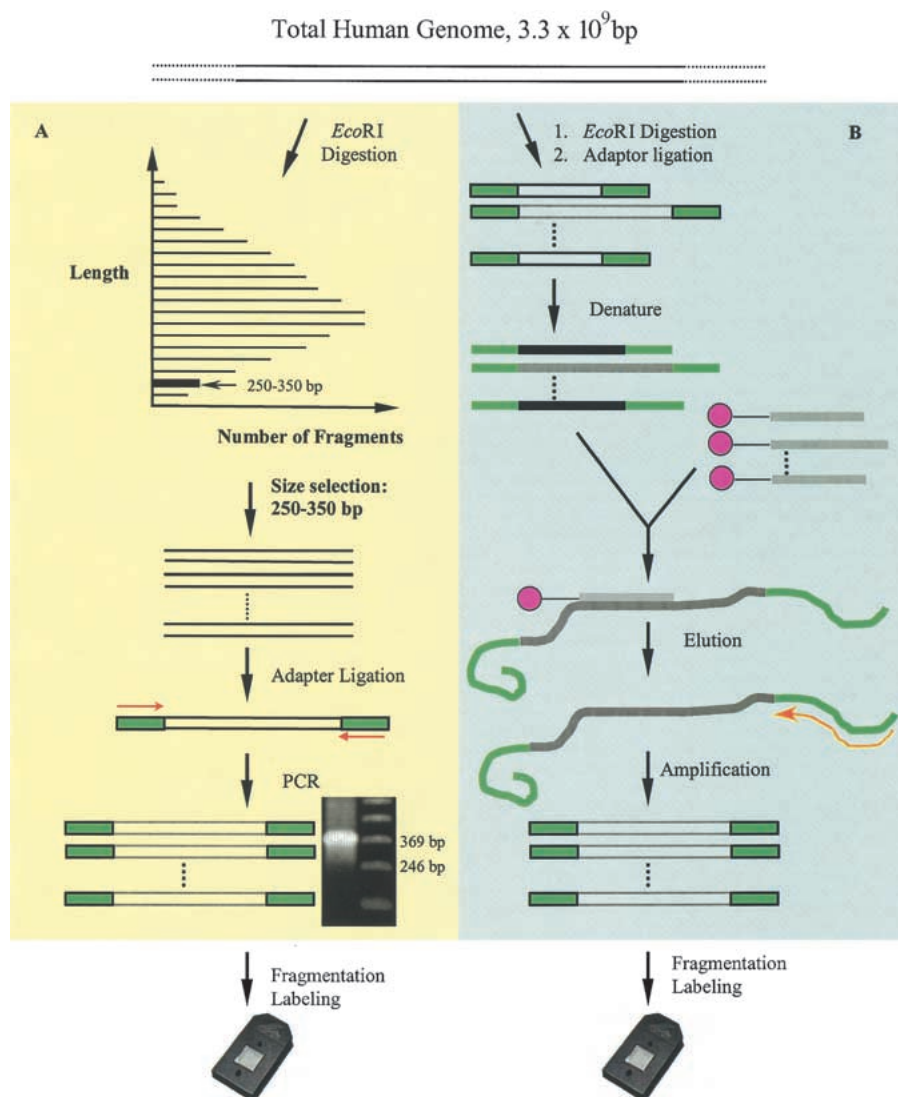 Total Human Genome, 3.3 x 10⁹bp
A
EcoRI
Digestion
Length
250-350 bp
Number of Fragments
Size selection:
250-350 bp
Adapter Ligation
PCR
369 bp
246 bp
Fragmentation
Labeling
B
1. EcoRI Digestion
2. Adaptor ligation
Denature
Elution
Amplification
Fragmentation
Labeling